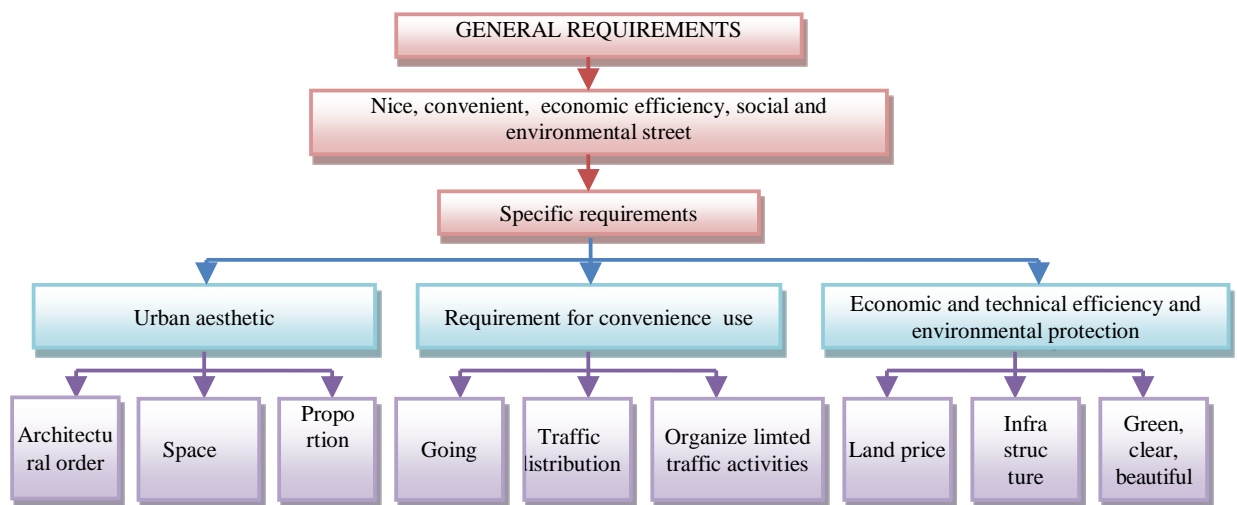 GENERAL REQUIREMENTS
Nice, convenient, economic efficiency, social and
environmental street
Specific requirements
Urban aesthetic
Requirement for convenience use
Economic and technical efficiency and
environmental protection
Architectu
ral order
Space
Propo
rtion
Going
Traffic
distribution
Organize limted
traffic activities
Land price
Infra
struc
ture
Green,
clear,
beautiful